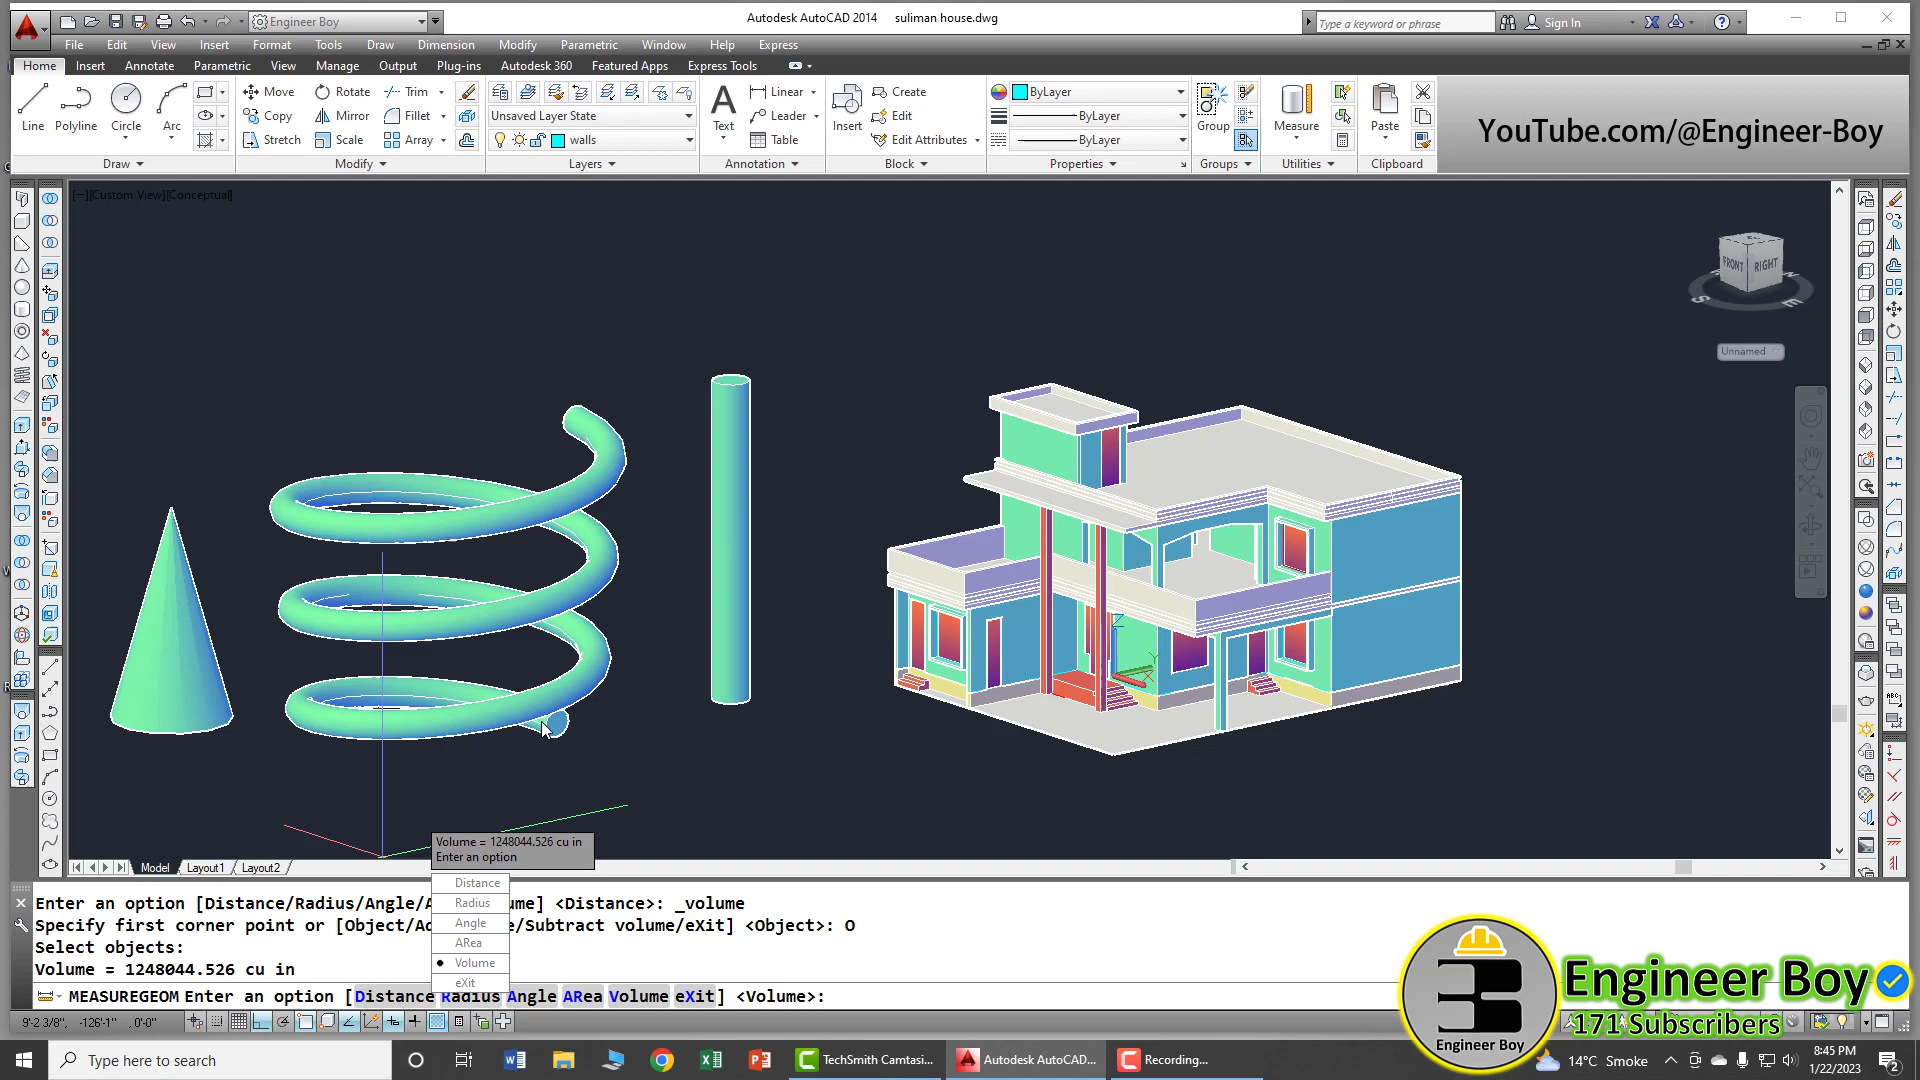 Engineer Boy
Autodesk AutoCAD 2014    suliman house.dwg
Type a keyword or phrase
Sign In
File Edit View Insert Format Tools Draw Dimension Modify Parametric Window Help Express
Home Insert Annotate Parametric View Manage Output Plug-ins Autodesk 360 Featured Apps Express Tools
Line
Polyline
Circle
Arc
Draw
Move
Rotate
Trim
Copy
Mirror
Fillet
Stretch
Scale
Array
Modify
Unsaved Layer State
walls
Layers
Text
Linear
Leader
Table
Annotation
Insert
Create
Edit
Edit Attributes
Block
ByLayer
ByLayer
ByLayer
Properties
Group
Groups
Measure
Utilities
Paste
Clipboard
YouTube.com/@Engineer-Boy
[−][Custom View][Conceptual]
FRONT
RIGHT
S
E
Unnamed
Z
Y
X
Volume = 1248044.526 cu in
Enter an option
Distance
Radius
Angle
ARea
Volume
eXit
Model Layout1 Layout2
Enter an option [Distance/Radius/Angle/A ume] <Distance>: _volume
Specify first corner point or [Object/Ad e/Subtract volume/eXit] <Object>: O
Select objects:
Volume = 1248044.526 cu in
MEASUREGEOM Enter an option [Distance Radius Angle ARea Volume eXit] <Volume>:
9'-2 3/8", -126'-1" , 0'-0"
Engineer Boy
Engineer Boy
171 Subscribers
Type here to search
TechSmith Camtasi...
Autodesk AutoCAD...
Recording...
14°C Smoke
8:45 PM
1/22/2023
2